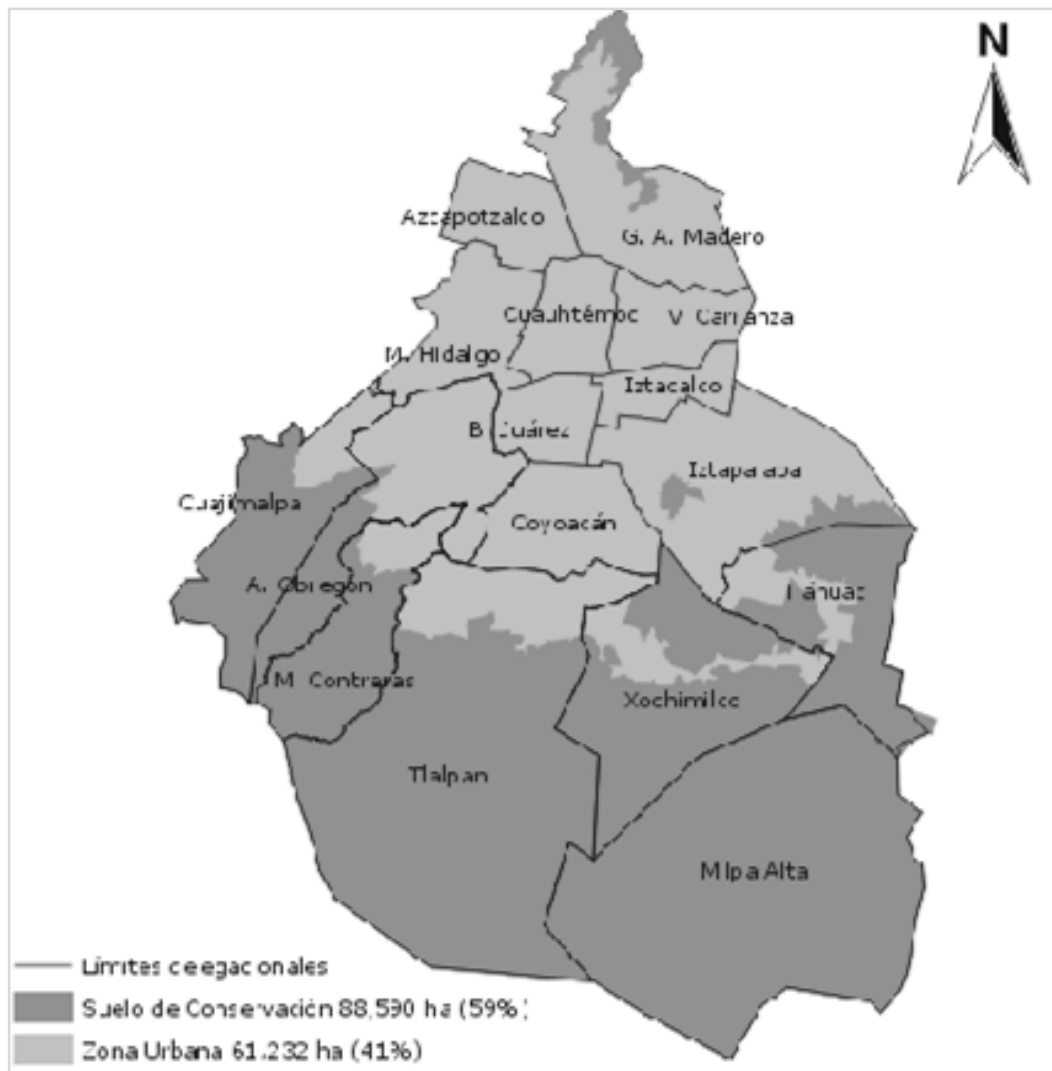 N
Azcapotzalco
G. A. Madero
Cuauhtémoc
V. Carranza
M. Hidalgo
Iztacalco
B. Juárez
Iztapalapa
Cuajimalpa
Coyoacán
A. Obregón
Tláhuac
M. Contreras
Xochimilco
Tlalpan
Milpa Alta
Límites delegacionales
Suelo de Conservación 88,590 ha (59%)
Zona Urbana 61.232 ha (41%)